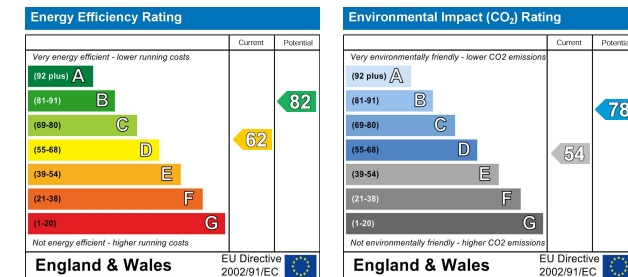 Energy Efficiency Rating
Current Potential
Very energy efficient - lower running costs
(92 plus) A
(81-91) B
(69-80) C
(55-68) D
(39-54) E
(21-38) F
(1-20) G
62
82
Not energy efficient - higher running costs
England & Wales
EU Directive
2002/91/EC
Environmental Impact (CO₂) Rating
Current Potential
Very environmentally friendly - lower CO2 emissions
(92 plus) A
(81-91) B
(69-80) C
(55-68) D
(39-54) E
(21-38) F
(1-20) G
54
78
Not environmentally friendly - higher CO2 emissions
England & Wales
EU Directive
2002/91/EC